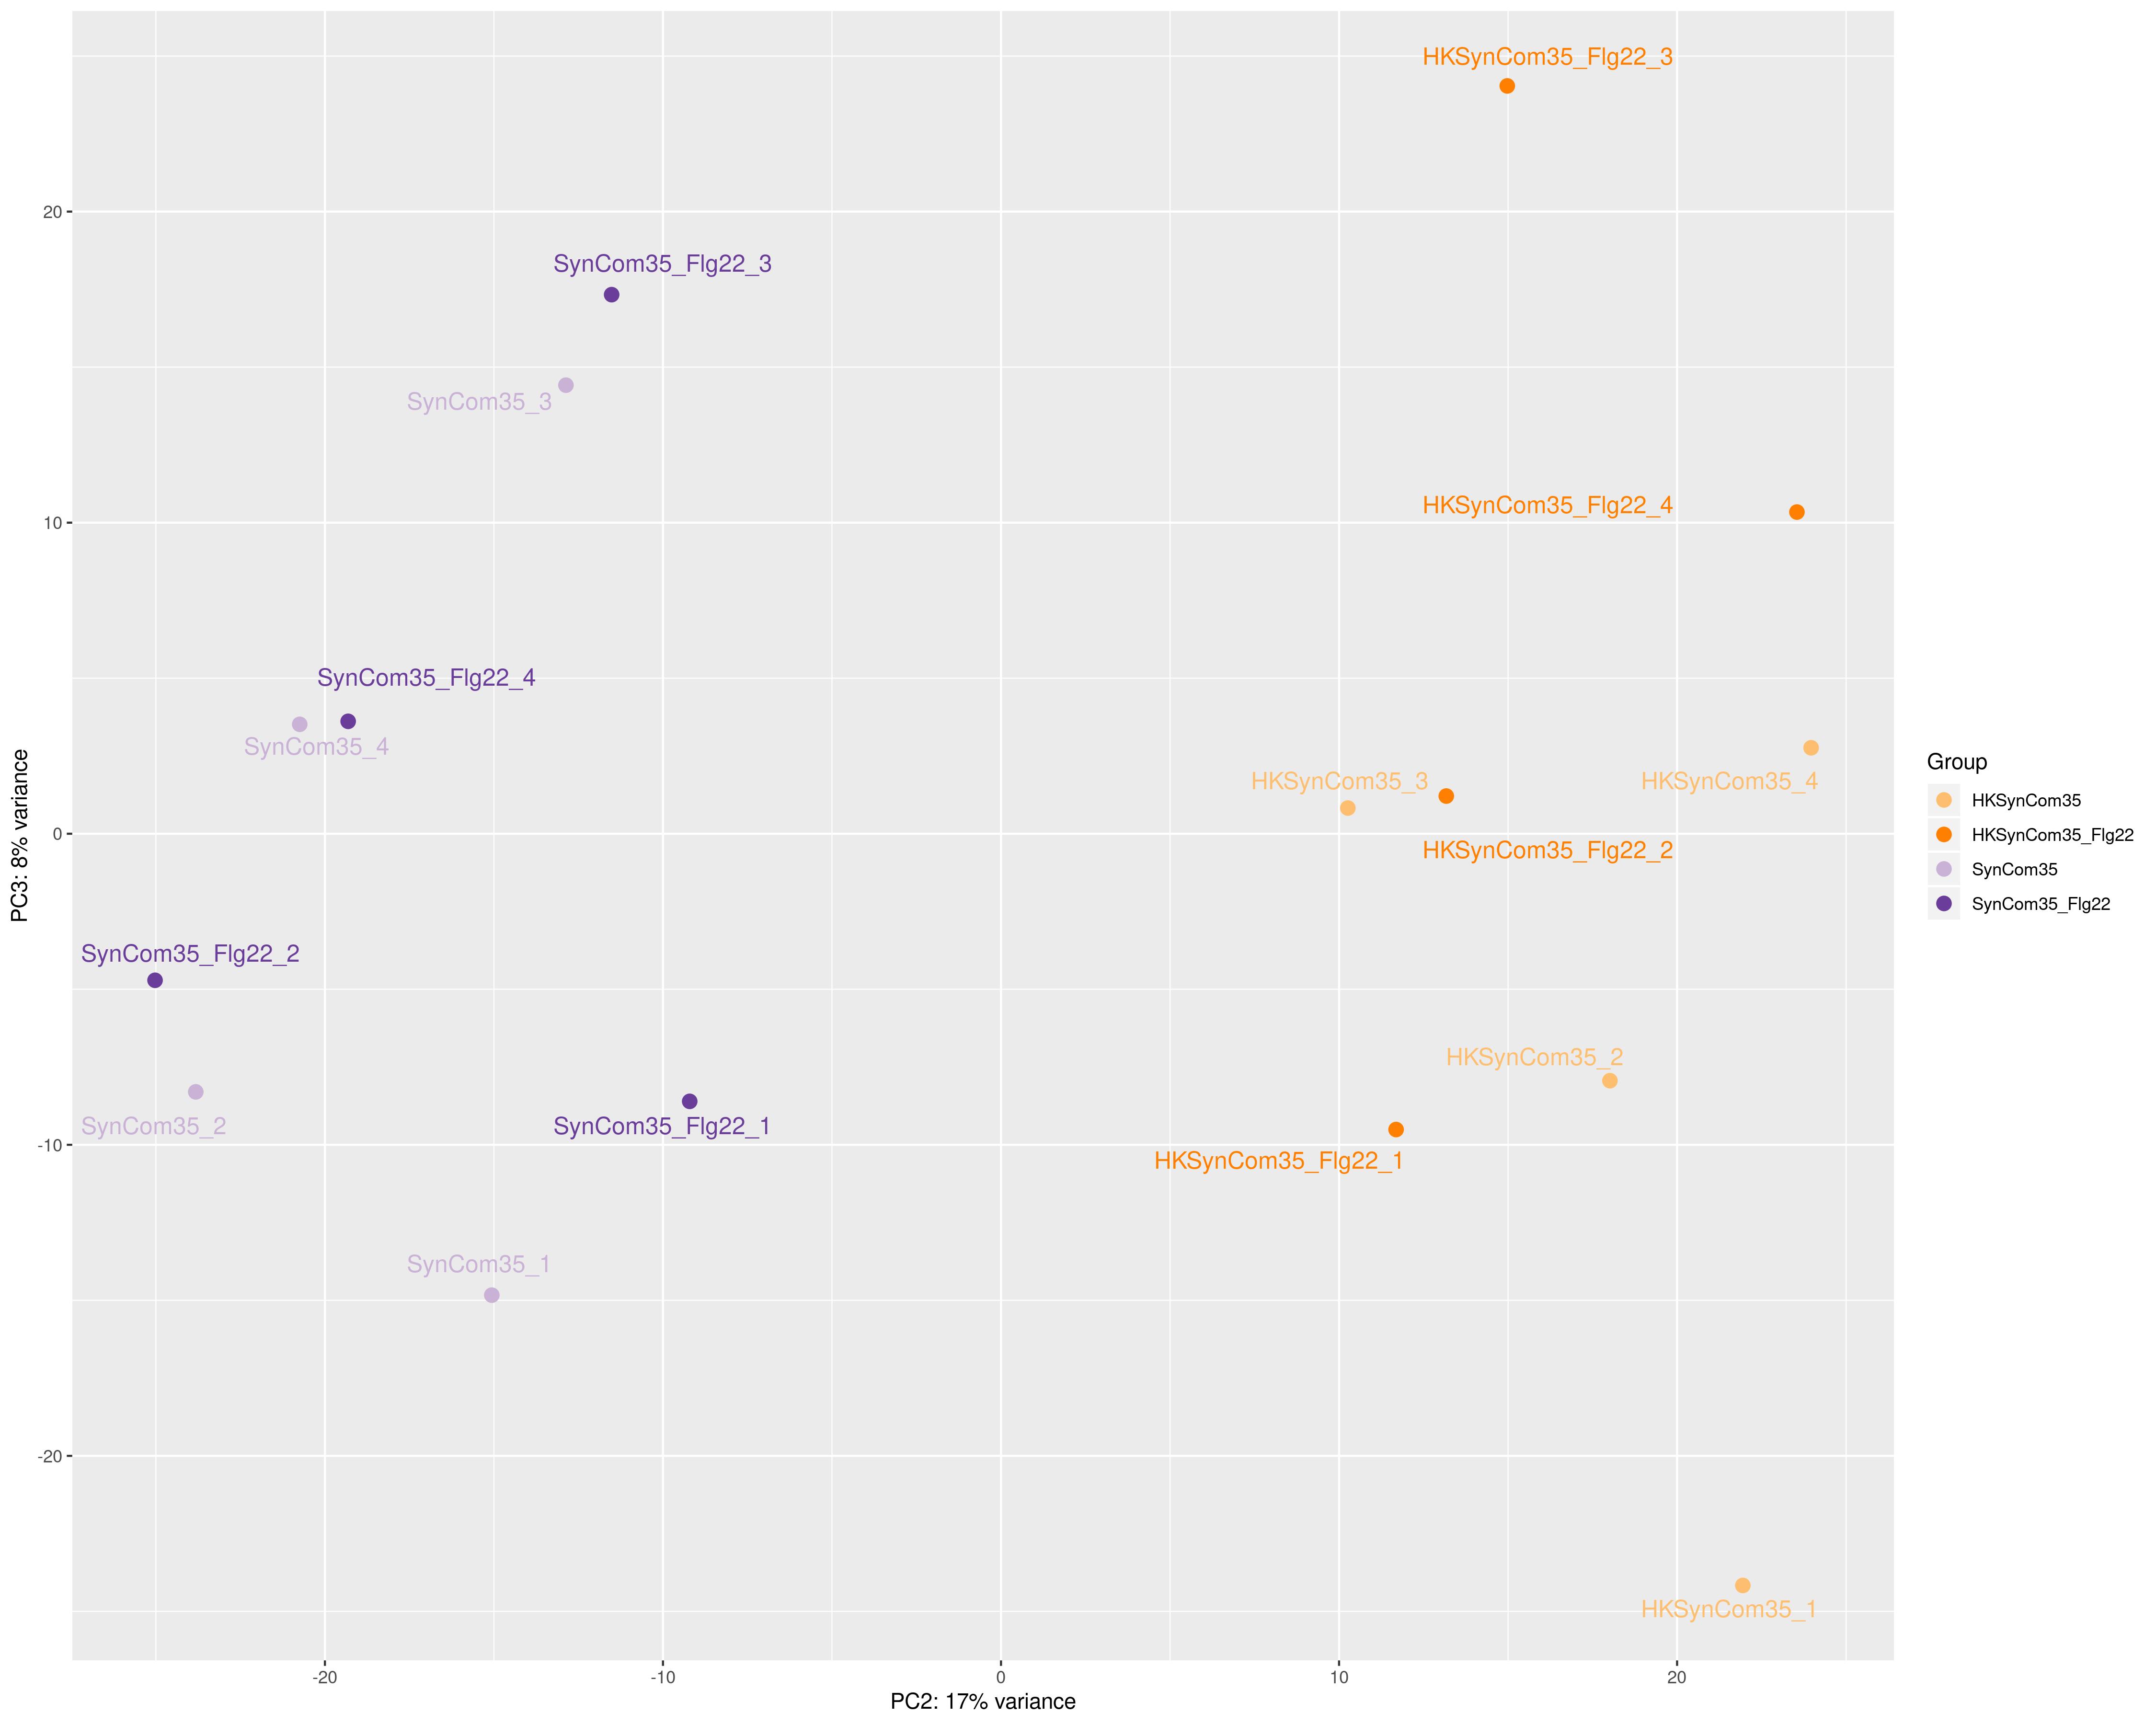 HKSynCom35_Flg22_3
20
SynCom35_Flg22_3
SynCom35_3
HKSynCom35_Flg22_4
10
SynCom35_Flg22_4
SynCom35_4
HKSynCom35_3
HKSynCom35_4
0
HKSynCom35_Flg22_2
SynCom35_Flg22_2
HKSynCom35_2
SynCom35_2
SynCom35_Flg22_1
-10
HKSynCom35_Flg22_1
SynCom35_1
-20
HKSynCom35_1
-20
-10
0
10
20
PC2: 17% variance
PC3: 8% variance
Group
HKSynCom35
HKSynCom35_Flg22
SynCom35
SynCom35_Flg22